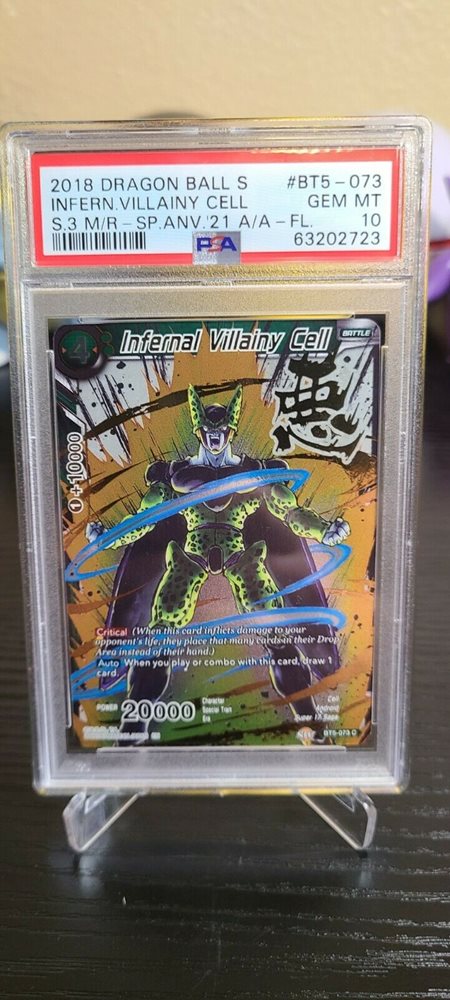 2018 DRAGON BALL S #BT5-073
INFERN.VILLAINY CELL GEM MT
S.3 M/R-SP.ANV.'21 A/A-FL. 10
PSA 63202723
4 Infernal Villainy Cell BATTLE
悪
1 +10000
Critical (When this card inflicts damage to your
opponent's life, they place that many cards in their Drop
Area instead of their hand.)
Auto When you play or combo with this card, draw 1
card.
POWER 20000
Character Cell
Special Trait Android
Era Super 17 Saga
BT5-073 C